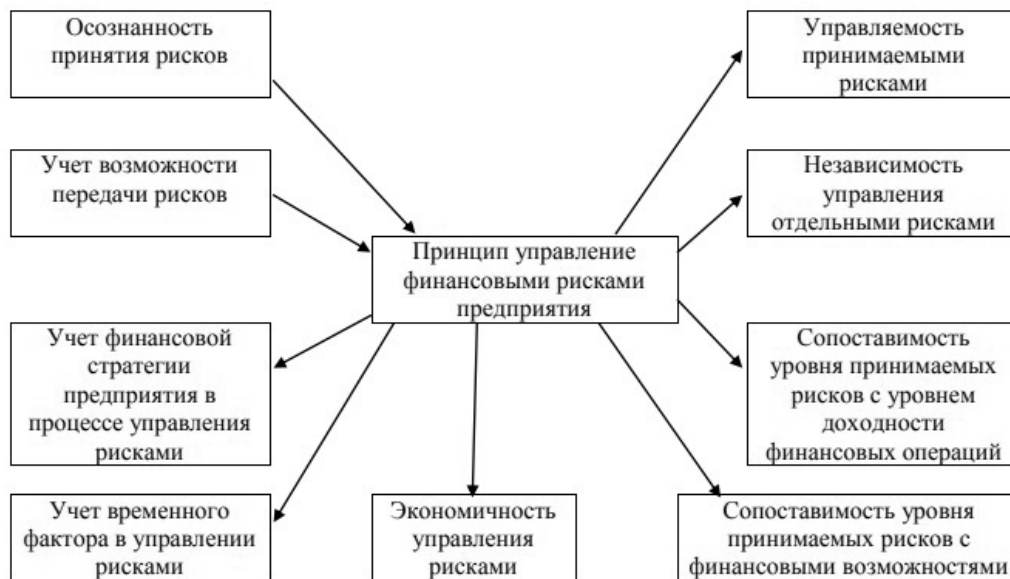 Осознанность
принятия рисков
Управляемость
принимаемыми
рисками
Учет возможности
передачи рисков
Независимость
управления
отдельными рисками
Принцип управление
финансовыми рисками
предприятия
Учет финансовой
стратегии
предприятия в
процессе управления
рисками
Сопоставимость
уровня принимаемых
рисков с уровнем
доходности
финансовых операций
Учет временного
фактора в управлении
рисками
Экономичность
управления
рисками
Сопоставимость уровня
принимаемых рисков с
финансовыми возможностями